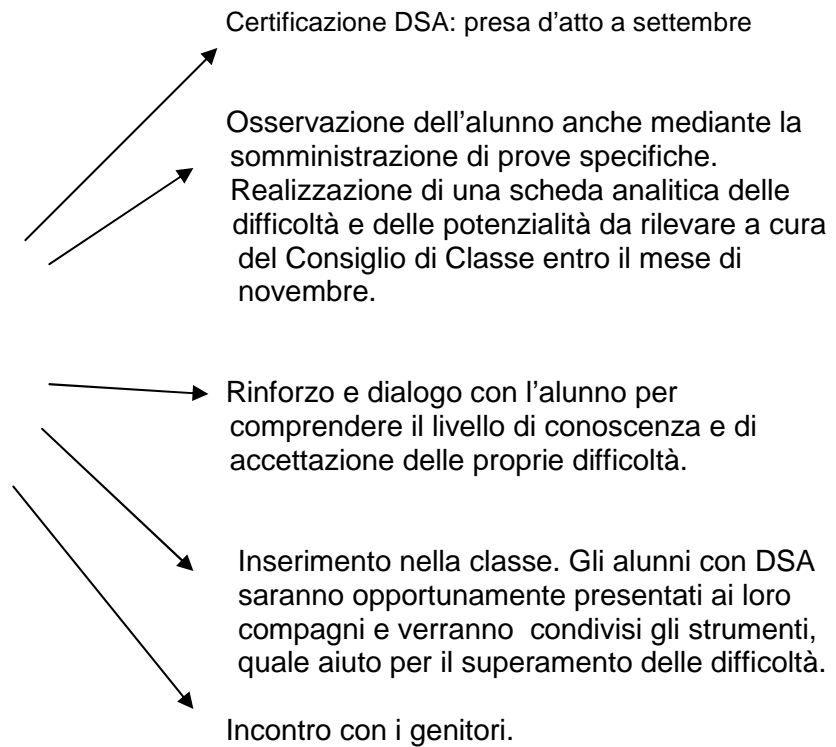 Certificazione DSA: presa d'atto a settembre
Osservazione dell'alunno anche mediante la
somministrazione di prove specifiche.
Realizzazione di una scheda analitica delle
difficoltà e delle potenzialità da rilevare a cura
del Consiglio di Classe entro il mese di
novembre.
Rinforzo e dialogo con l'alunno per
comprendere il livello di conoscenza e di
accettazione delle proprie difficoltà.
Inserimento nella classe. Gli alunni con DSA
saranno opportunamente presentati ai loro
compagni e verranno condivisi gli strumenti,
quale aiuto per il superamento delle difficoltà.
Incontro con i genitori.